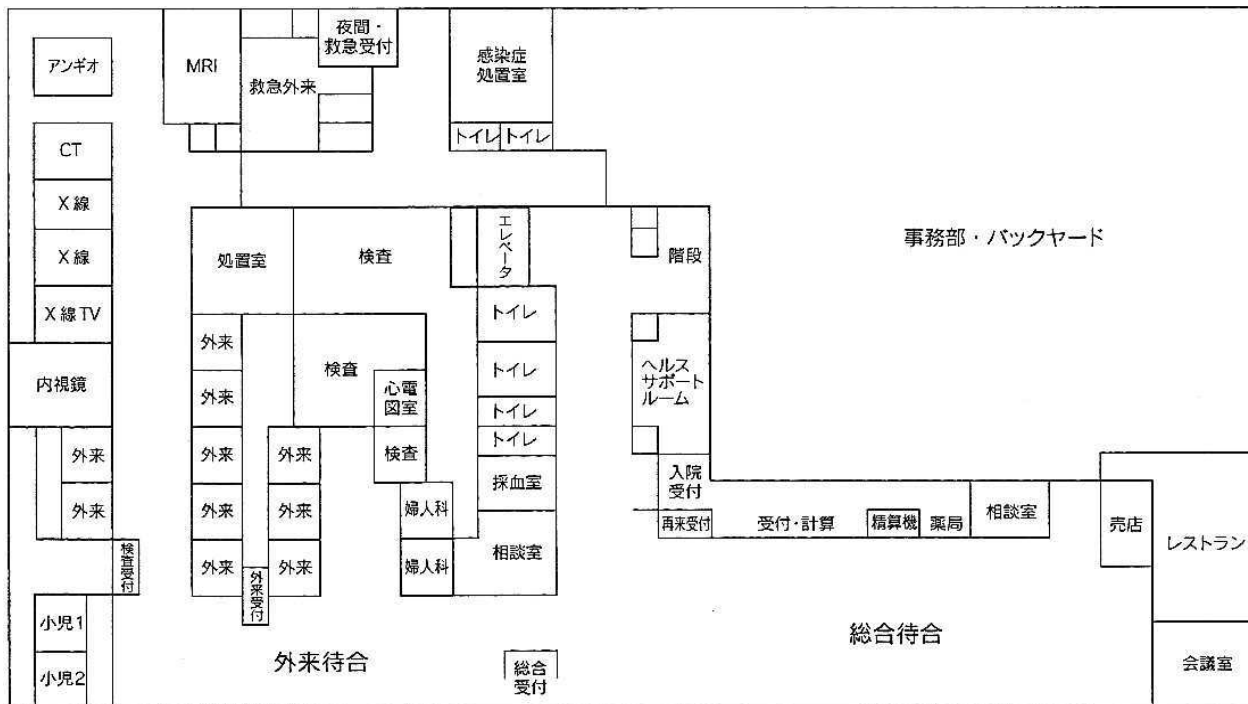 夜間・
救急受付
アンギオ
MRI
救急外来
感染症
処置室
トイレ
トイレ
CT
X線
X線
X線TV
内視鏡
外来
外来
検査受付
小児1
小児2
処置室
検査
エレベータ
階段
事務部・バックヤード
外来
外来
外来
外来
外来
外来
外来
外来
外来受付
検査
心電
図室
検査
婦人科
婦人科
トイレ
トイレ
トイレ
トイレ
採血室
相談室
ヘルス
サポート
ルーム
入院
受付
再来受付
受付・計算
精算機
薬局
相談室
売店
レストラン
外来待合
総合
受付
総合待合
会議室